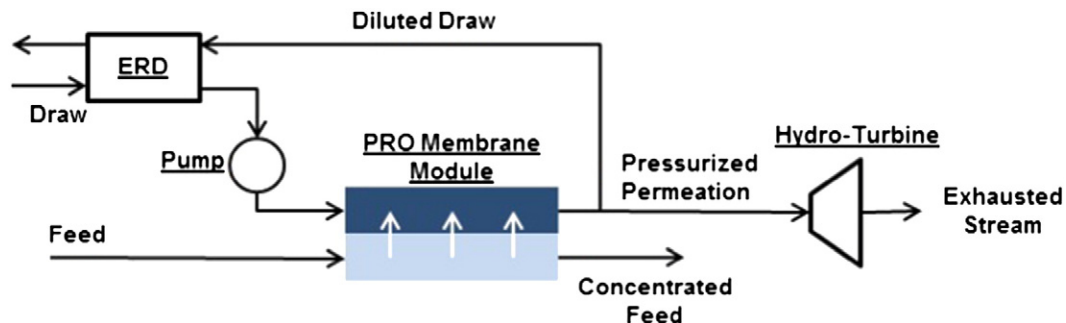 Diluted Draw
ERD
Draw
Pump
PRO Membrane
Module
Hydro-Turbine
Pressurized
Permeation
Exhausted
Stream
Feed
Concentrated
Feed